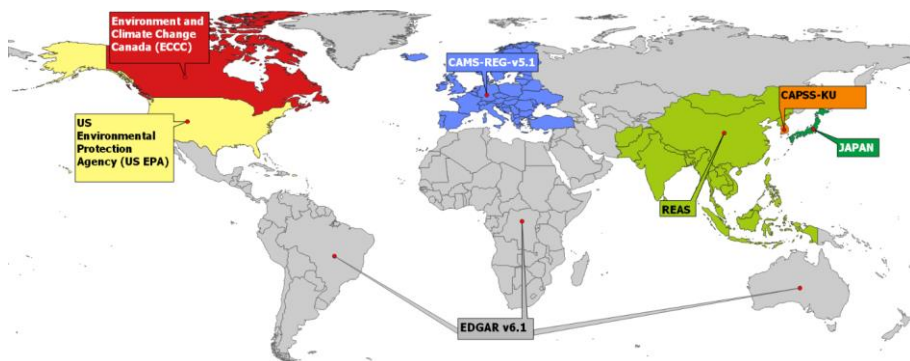 Environment and
Climate Change
Canada (ECCC)
CAMS-REG-v5.1
CAPSS-KU
US
Environmental
Protection
Agency (US EPA)
JAPAN
REAS
EDGAR v6.1